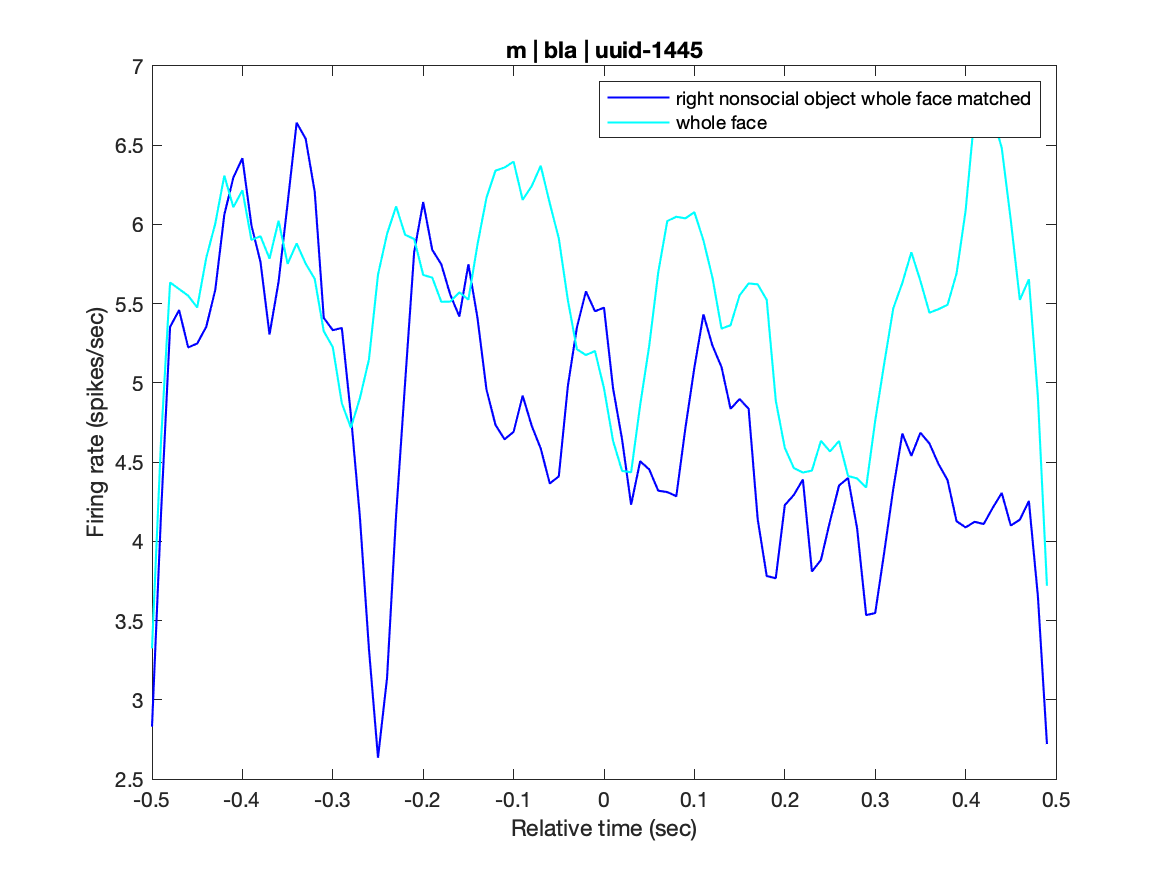 m | bla | uuid-1445
right nonsocial object whole face matched
whole face
7
6.5
6
5.5
5
4.5
4
3.5
3
2.5
Firing rate (spikes/sec)
-0.5 -0.4 -0.3 -0.2 -0.1 0 0.1 0.2 0.3 0.4 0.5
Relative time (sec)